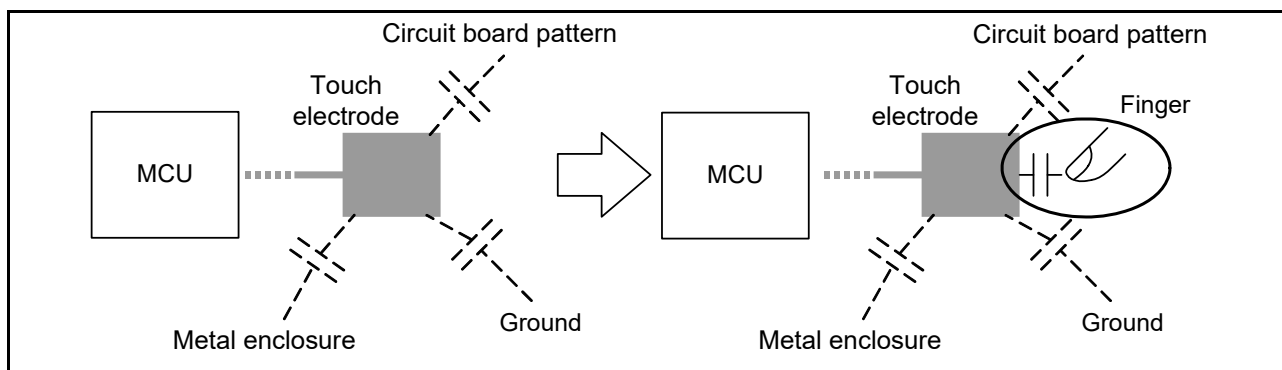 Circuit board pattern
Touch
electrode
MCU
Metal enclosure
Ground
Circuit board pattern
Touch
electrode
Finger
MCU
Metal enclosure
Ground